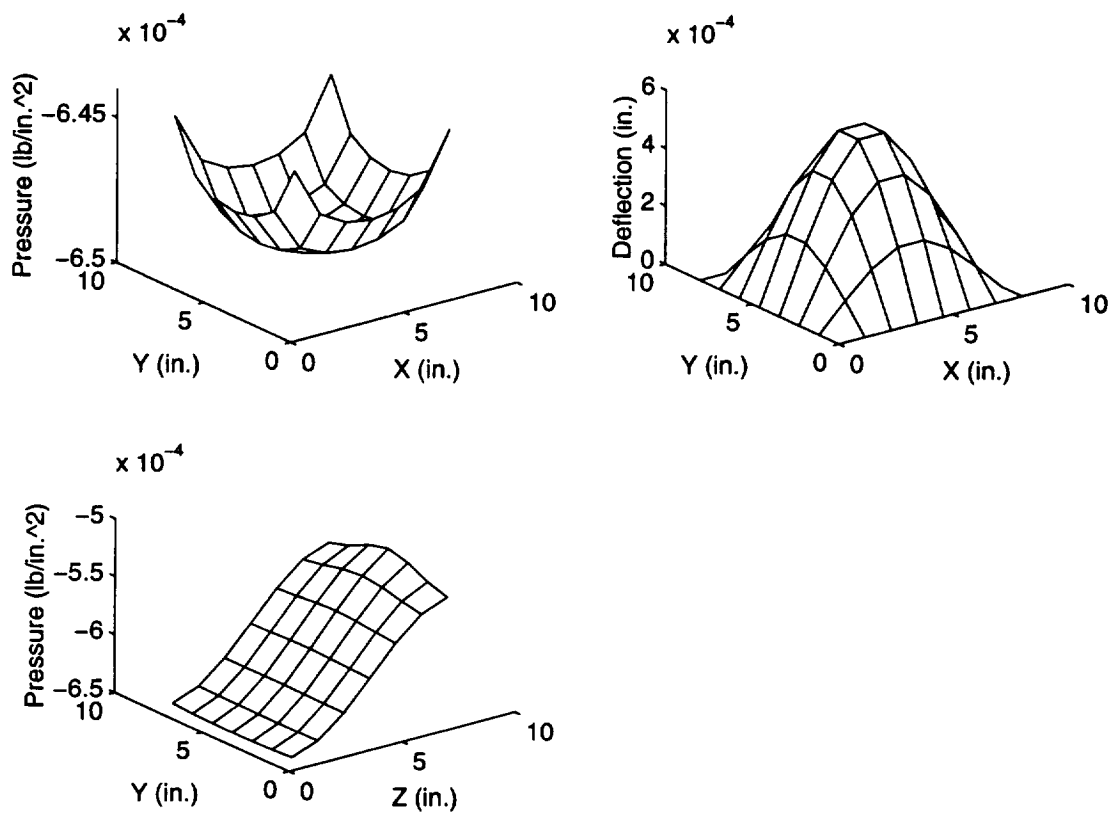 x 10^-4
Pressure (lb/in.^2)
-6.45
-6.5
10
5
0
Y (in.)
0
5
10
X (in.)
x 10^-4
Deflection (in.)
6
4
2
0
10
5
0
Y (in.)
0
5
10
X (in.)
x 10^-4
Pressure (lb/in.^2)
-5
-5.5
-6
-6.5
10
5
0
Y (in.)
0
5
10
Z (in.)